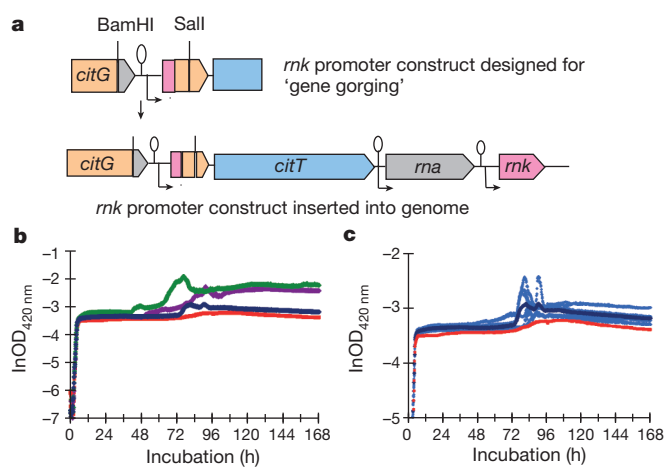 a
BamHI SalI
citG
rnk promoter construct designed for
‘gene gorging’
citG citT rna rnk
rnk promoter construct inserted into genome
b
–1
–2
–3
–4
–5
–6
–7
lnOD420 nm
0 24 48 72 96 120 144 168
Incubation (h)
c
–2
–3
–4
–5
lnOD420 nm
0 24 48 72 96 120 144 168
Incubation (h)